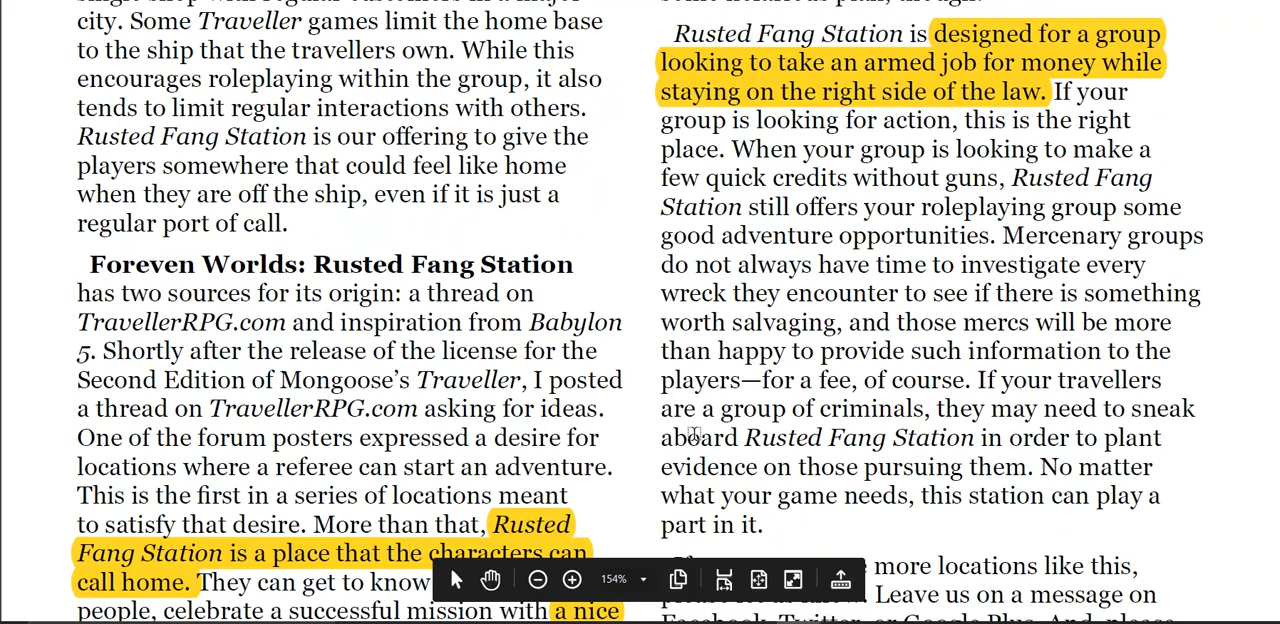 city. Some Traveller games limit the home base
to the ship that the travellers own. While this
encourages roleplaying within the group, it also
tends to limit regular interactions with others.
Rusted Fang Station is our offering to give the
players somewhere that could feel like home
when they are off the ship, even if it is just a
regular port of call.
Foreven Worlds: Rusted Fang Station
has two sources for its origin: a thread on
TravellerRPG.com and inspiration from Babylon
5. Shortly after the release of the license for the
Second Edition of Mongoose's Traveller, I posted
a thread on TravellerRPG.com asking for ideas.
One of the forum posters expressed a desire for
locations where a referee can start an adventure.
This is the first in a series of locations meant
to satisfy that desire. More than that, Rusted
Fang Station is a place that the characters can
call home. They can get to know
people, celebrate a successful mission with a nice
Rusted Fang Station is designed for a group
looking to take an armed job for money while
staying on the right side of the law. If your
group is looking for action, this is the right
place. When your group is looking to make a
few quick credits without guns, Rusted Fang
Station still offers your roleplaying group some
good adventure opportunities. Mercenary groups
do not always have time to investigate every
wreck they encounter to see if there is something
worth salvaging, and those mercs will be more
than happy to provide such information to the
players—for a fee, of course. If your travellers
are a group of criminals, they may need to sneak
aboard Rusted Fang Station in order to plant
evidence on those pursuing them. No matter
what your game needs, this station can play a
part in it.
more locations like this,
Leave us on a message on
Facebook, Twitter, or Google Plus. And, please
154%